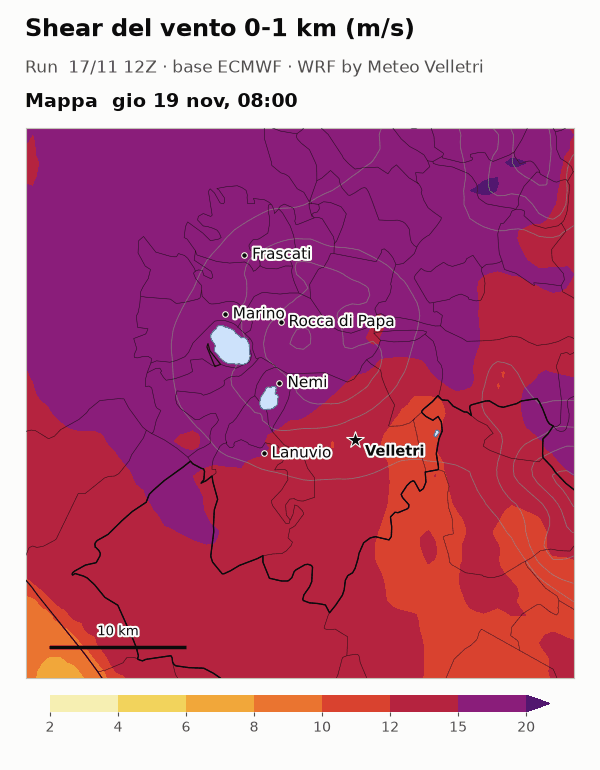 Shear del vento 0-1 km (m/s)
Run 17/11 12Z · base ECMWF · WRF by Meteo Velletri
Mappa gio 19 nov, 08:00
Frascati
Marino
Rocca di Papa
Nemi
Velletri
Lanuvio
10 km
2 4 6 8 10 12 15 20